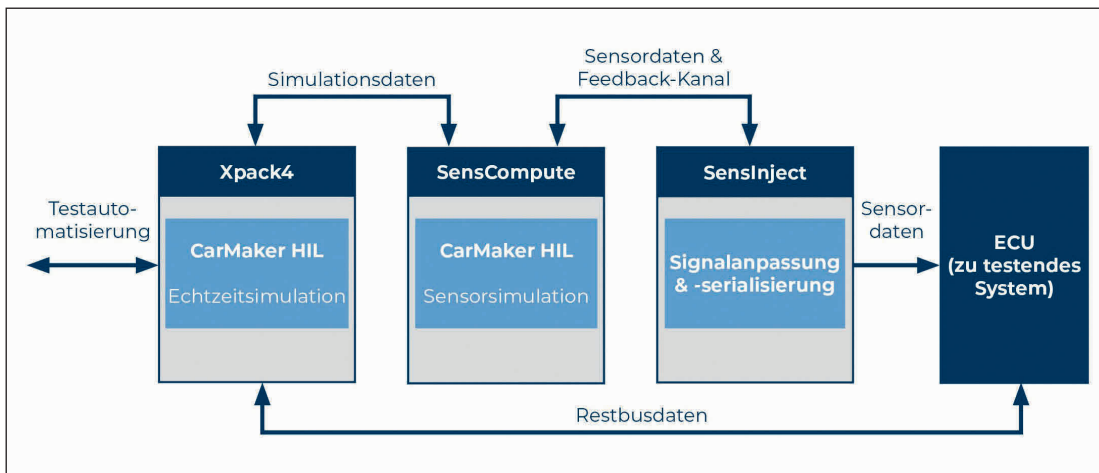 Sensordaten &
Feedback-Kanal
Simulationsdaten
Xpack4
SensCompute
SensInject
Testauto-
matisierung
CarMaker HIL
Echtzeitsimulation
CarMaker HIL
Sensorsimulation
Signalanpassung
& -serialisierung
Sensor-
daten
ECU
(zu testendes
System)
Restbusdaten